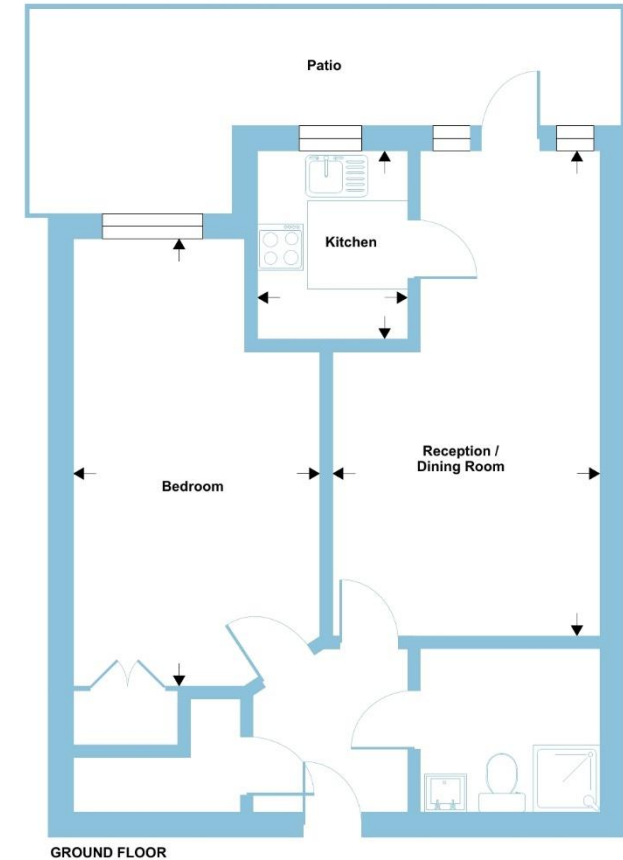 Patio
Kitchen
Reception /
Dining Room
Bedroom
GROUND FLOOR